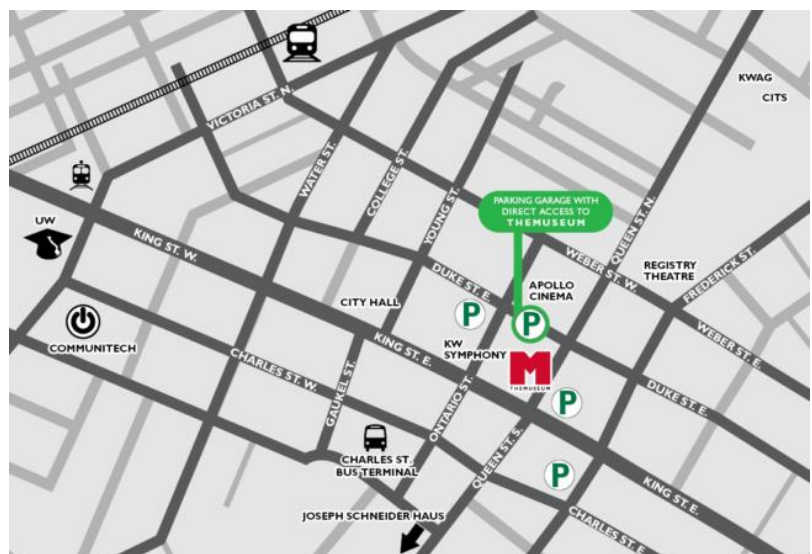 KWAG
CITS
VICTORIA ST. N.
WATER ST.
COLLEGE ST.
YOUNG ST.
PARKING GARAGE WITH
DIRECT ACCESS TO
THEMUSEUM
QUEEN ST. N.
UW
KING ST. W.
WEBER ST. W.
REGISTRY
THEATRE
FREDERICK ST.
DUKE ST. E.
APOLLO
CINEMA
CITY HALL
P
P
KW
SYMPHONY
COMMUNITECH
KING ST. E.
WEBER ST. E.
CHARLES ST. W.
GAUKEL ST.
M
THEMUSEUM
ONTARIO ST.
P
DUKE ST. E.
CHARLES ST.
BUS TERMINAL
QUEEN ST. S.
P
KING ST. E.
JOSEPH SCHNEIDER HAUS
CHARLES ST. E.